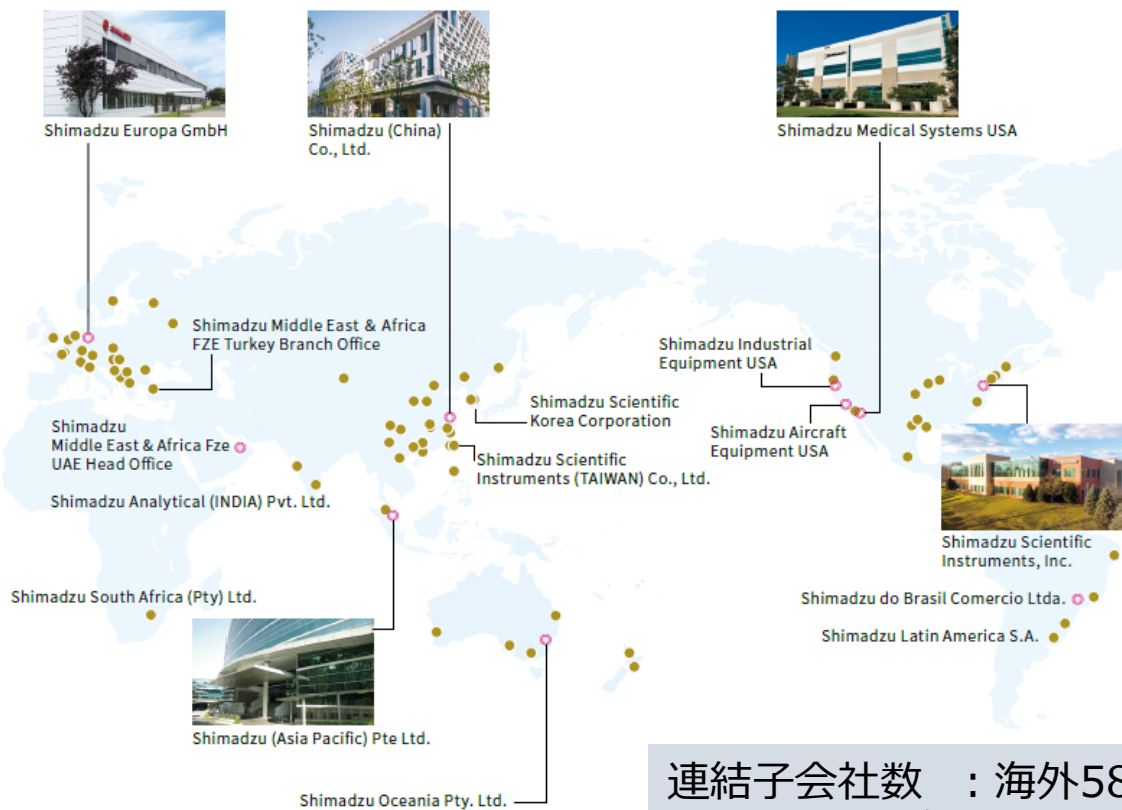 Shimadzu Europa GmbH
Shimadzu (China)
Co., Ltd.
Shimadzu Medical Systems USA
Shimadzu Middle East & Africa
FZE Turkey Branch Office
Shimadzu Industrial
Equipment USA
Shimadzu Scientific
Korea Corporation
Shimadzu
Middle East & Africa Fze
UAE Head Office
Shimadzu Aircraft
Equipment USA
Shimadzu Scientific
Instruments (TAIWAN) Co., Ltd.
Shimadzu Analytical (INDIA) Pvt. Ltd.
Shimadzu Scientific
Instruments, Inc.
Shimadzu South Africa (Pty) Ltd.
Shimadzu do Brasil Comercio Ltda.
Shimadzu Latin America S.A.
Shimadzu (Asia Pacific) Pte Ltd.
Shimadzu Oceania Pty. Ltd.
連結子会社数 : 海外58